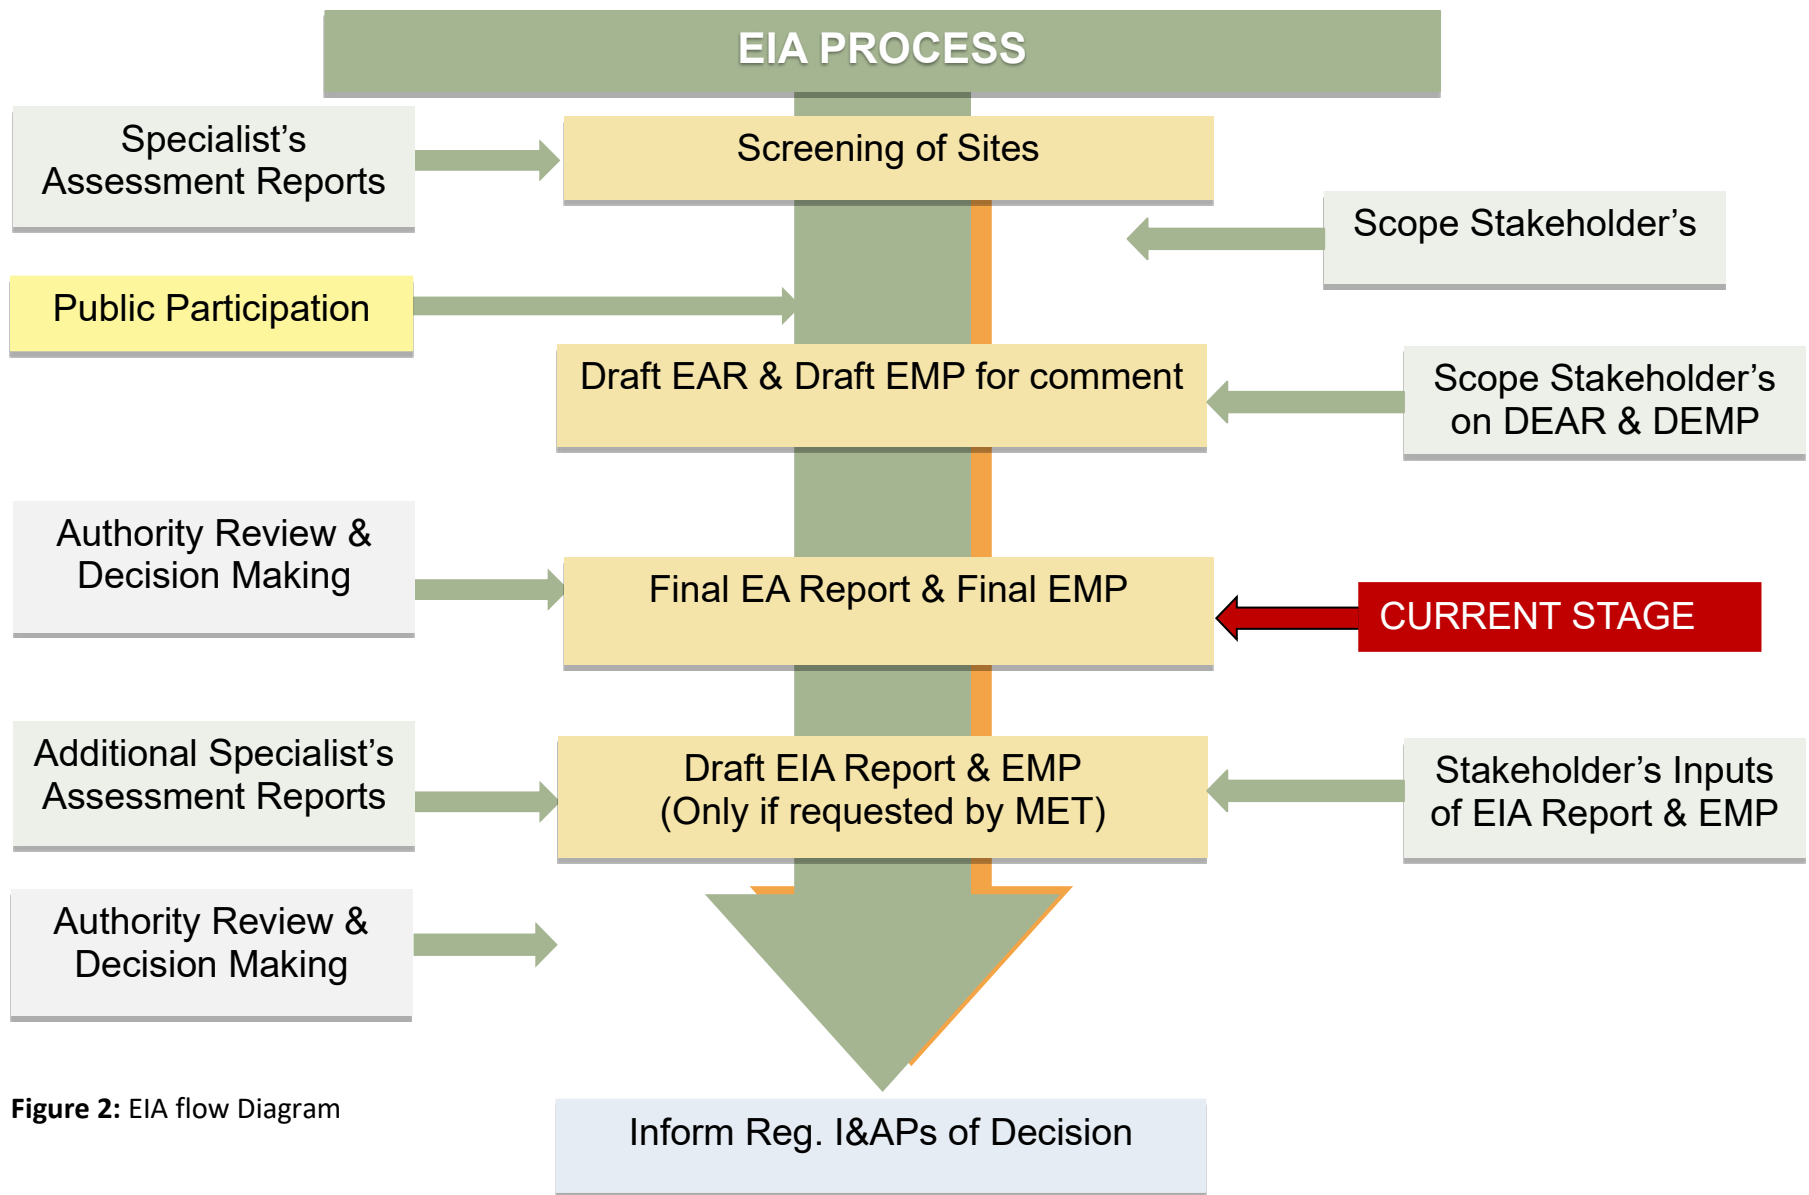 EIA PROCESS
Specialist's
Assessment Reports
Screening of Sites
Scope Stakeholder's
Public Participation
Draft EAR & Draft EMP for comment
Scope Stakeholder's
on DEAR & DEMP
Authority Review &
Decision Making
Final EA Report & Final EMP
CURRENT STAGE
Additional Specialist's
Assessment Reports
Draft EIA Report & EMP
(Only if requested by MET)
Stakeholder's Inputs
of EIA Report & EMP
Authority Review &
Decision Making
Figure 2: EIA flow Diagram
Inform Reg. I&APs of Decision